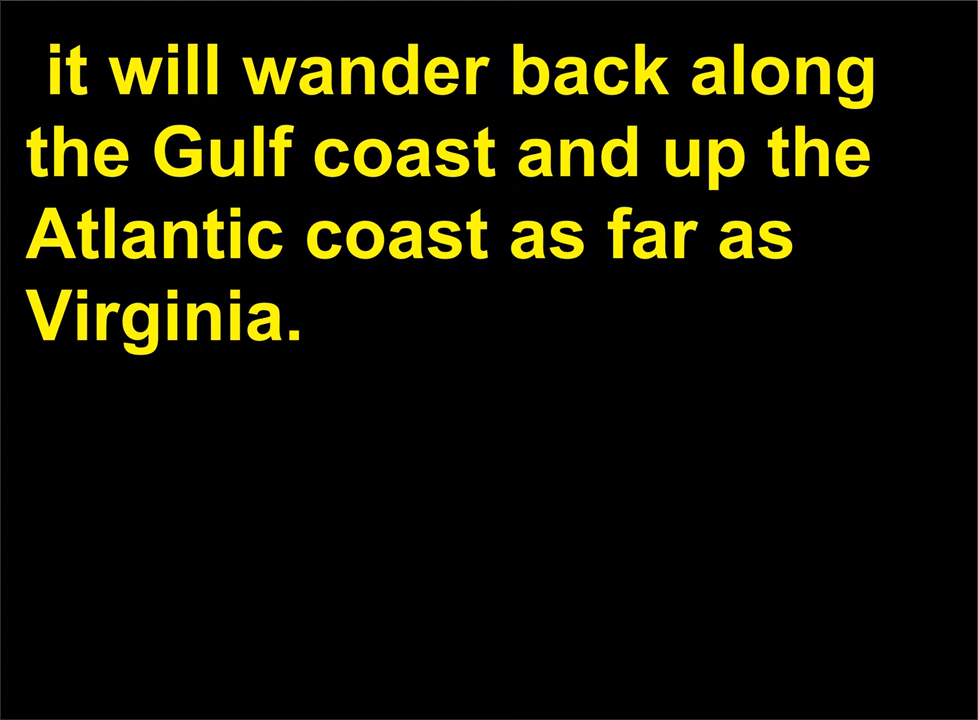 it will wander back along
the Gulf coast and up the
Atlantic coast as far as
Virginia.